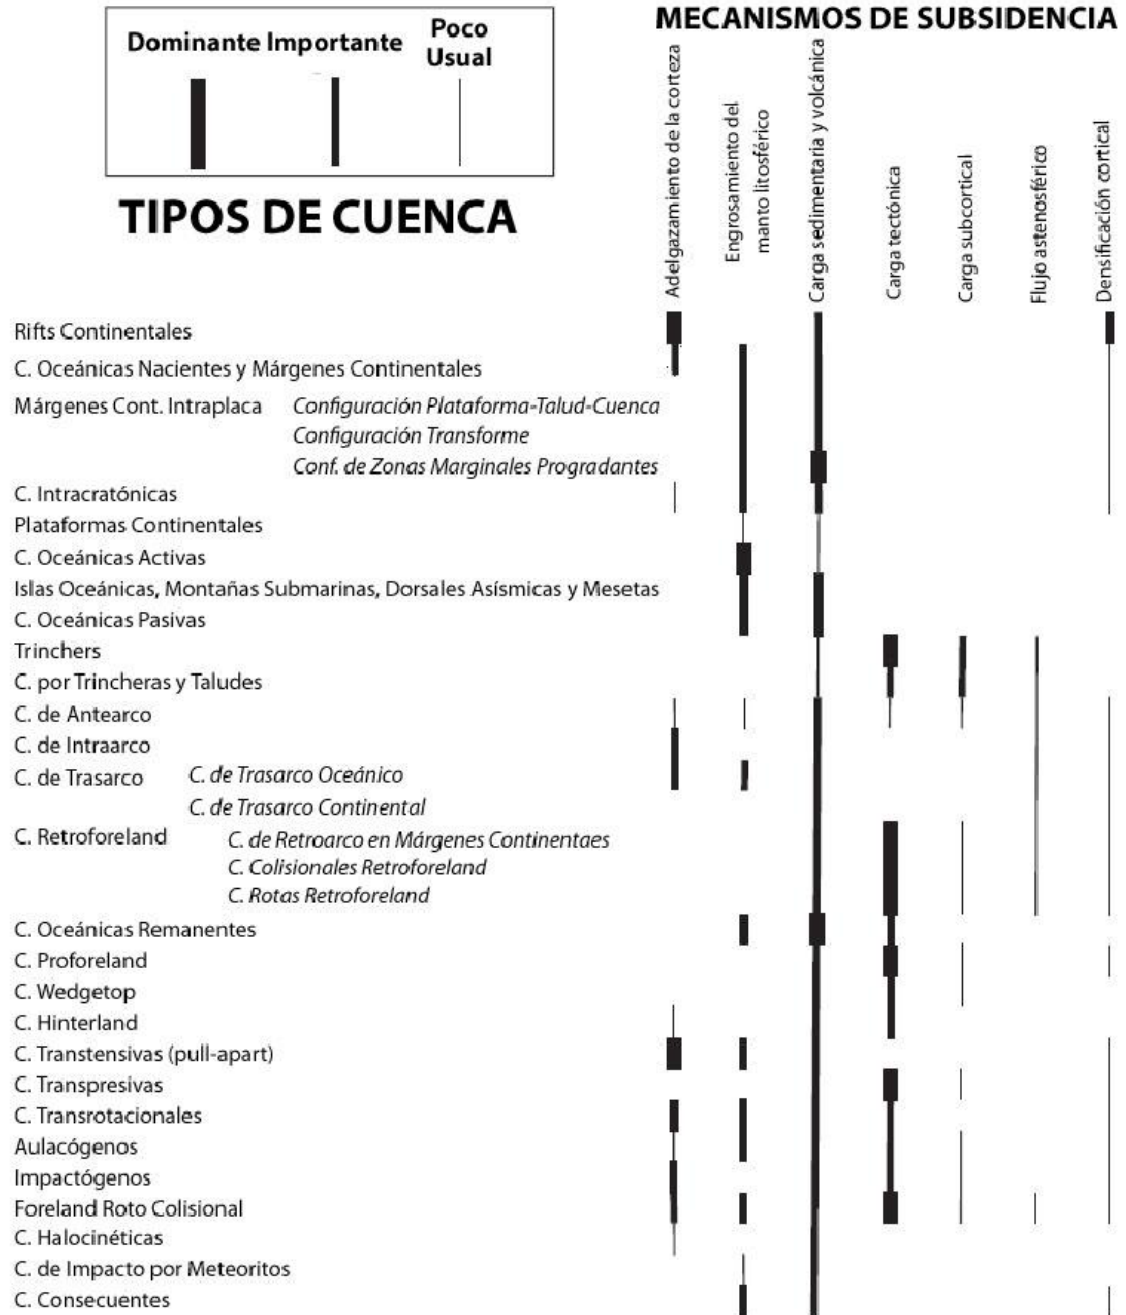 MECANISMOS DE SUBSIDENCIA
Dominante Importante Poco
Usual
TIPOS DE CUENCA
Adelgazamiento de la corteza
Engrosamiento del
manto litosférico
Carga sedimentaria y volcánica
Carga tectónica
Carga subcortical
Flujo astenosférico
Densificación cortical
Rifts Continentales
C. Oceánicas Nacientes y Márgenes Continentales
Márgenes Cont. Intraplaca Configuración Plataforma-Talud-Cuenca
Configuración Transforme
Conf. de Zonas Marginales Progradantes
C. Intracratónicas
Plataformas Continentales
C. Oceánicas Activas
Islas Oceánicas, Montañas Submarinas, Dorsales Asísmicas y Mesetas
C. Oceánicas Pasivas
Trinchers
C. por Trincheras y Taludes
C. de Antearco
C. de Intraarco
C. de Trasarco C. de Trasarco Oceánico
C. de Trasarco Continental
C. Retroforeland C. de Retroarco en Márgenes Continentaes
C. Colisionales Retroforeland
C. Rotas Retroforeland
C. Oceánicas Remanentes
C. Proforeland
C. Wedgetop
C. Hinterland
C. Transtensivas (pull-apart)
C. Transpresivas
C. Transrotacionales
Aulacógenos
Impactógenos
Foreland Roto Colisional
C. Halocinéticas
C. de Impacto por Meteoritos
C. Consecuentes